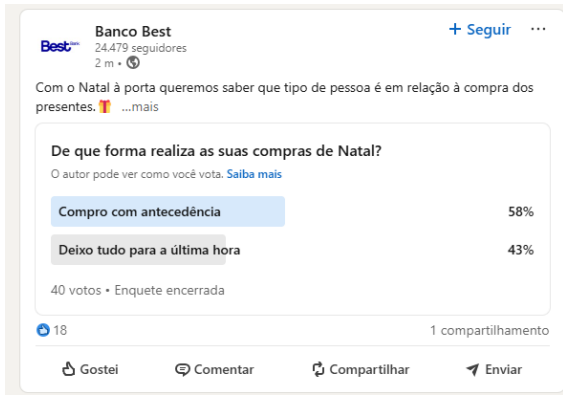 Best Bank
Banco Best
+ Seguir ...
24.479 seguidores
2 m •
Com o Natal à porta queremos saber que tipo de pessoa é em relação à compra dos
presentes. 🎁 ...mais
De que forma realiza as suas compras de Natal?
O autor pode ver como você vota. Saiba mais
Compro com antecedência 58%
Deixo tudo para a última hora 43%
40 votos • Enquete encerrada
18 1 compartilhamento
Gostei Comentar Compartilhar Enviar